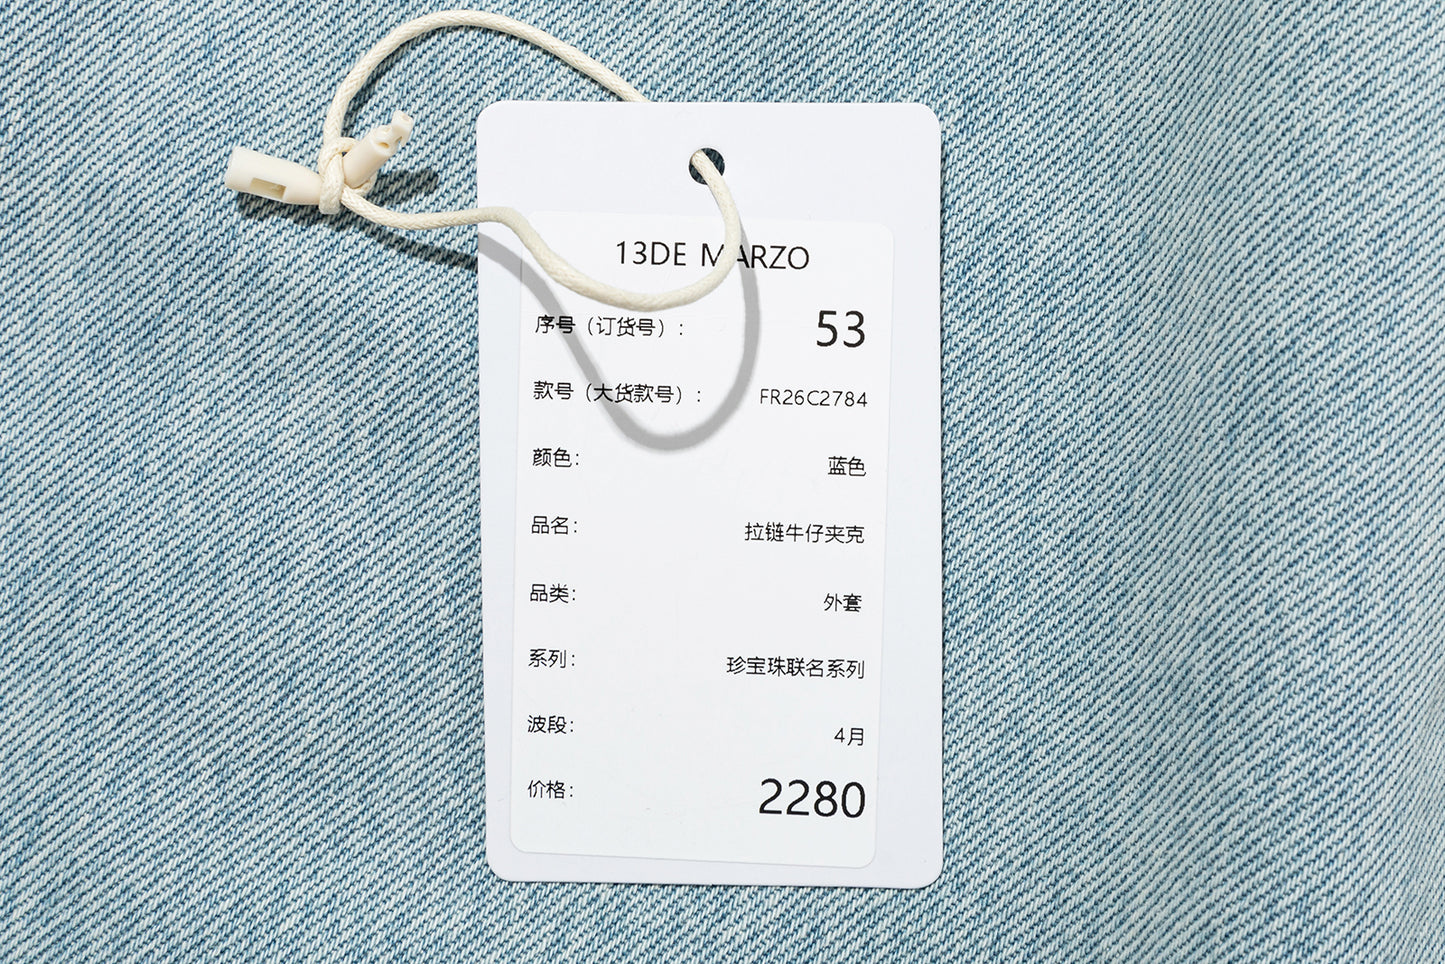 13DE MARZO
序号（订货号）: 53
款号（大货款号）: FR26C2784
颜色: 蓝色
品名: 拉链牛仔夹克
品类: 外套
系列: 珍宝珠联名系列
波段: 4月
价格: 2280